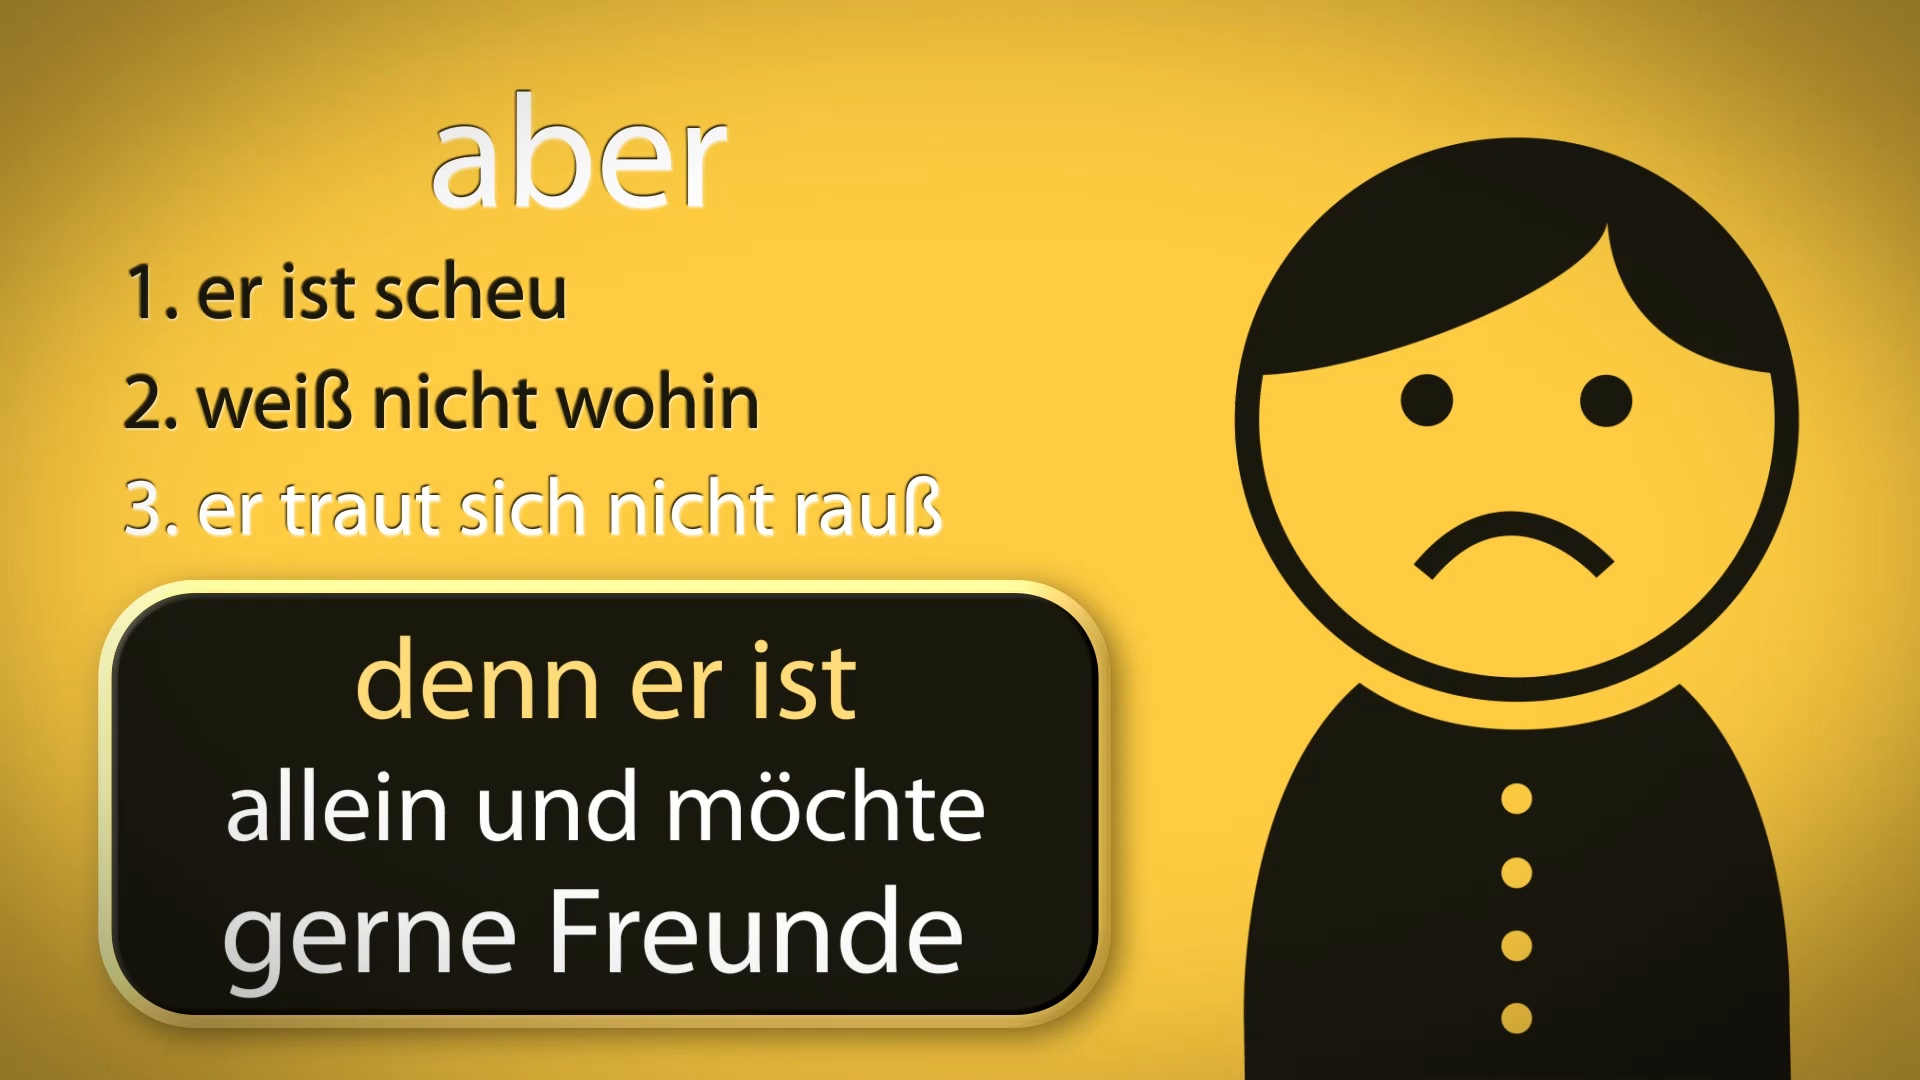 aber
1. er ist scheu
2. weiß nicht wohin
3. er traut sich nicht rauß
denn er ist
allein und möchte
gerne Freunde